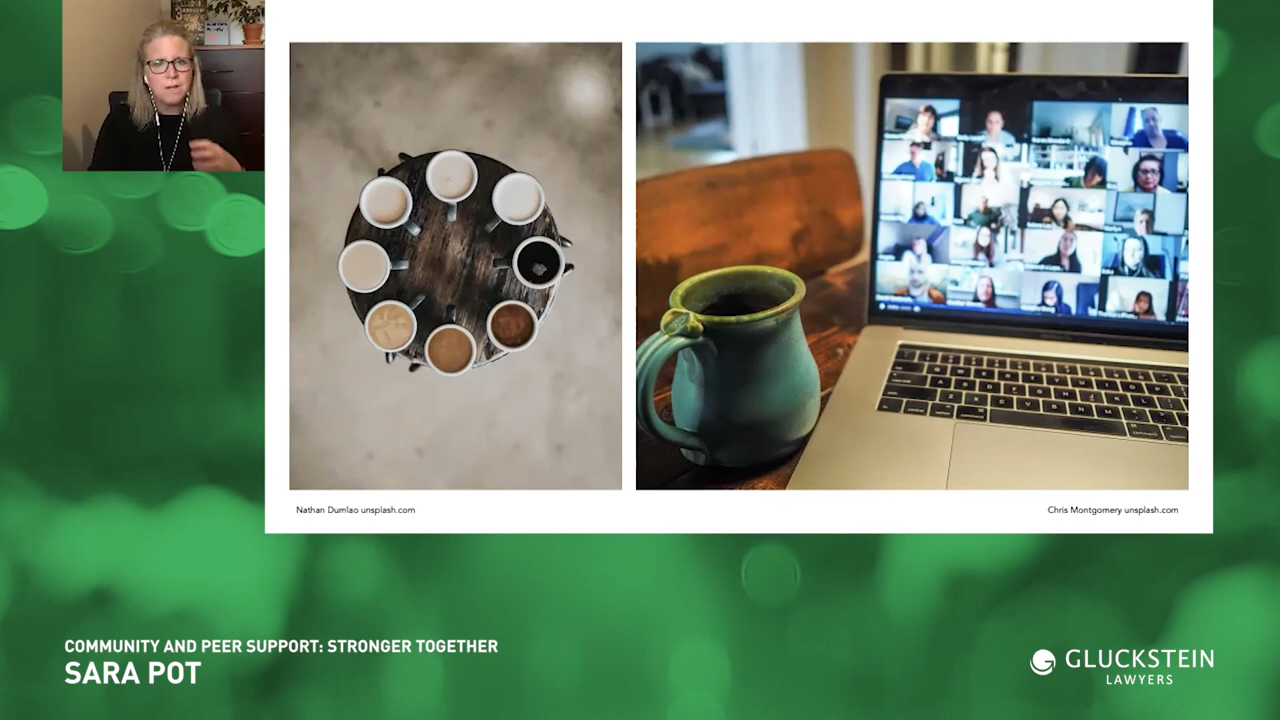 Nathan Dumlao unsplash.com
Chris Montgomery unsplash.com
COMMUNITY AND PEER SUPPORT: STRONGER TOGETHER
SARA POT
GLUCKSTEIN
LAWYERS